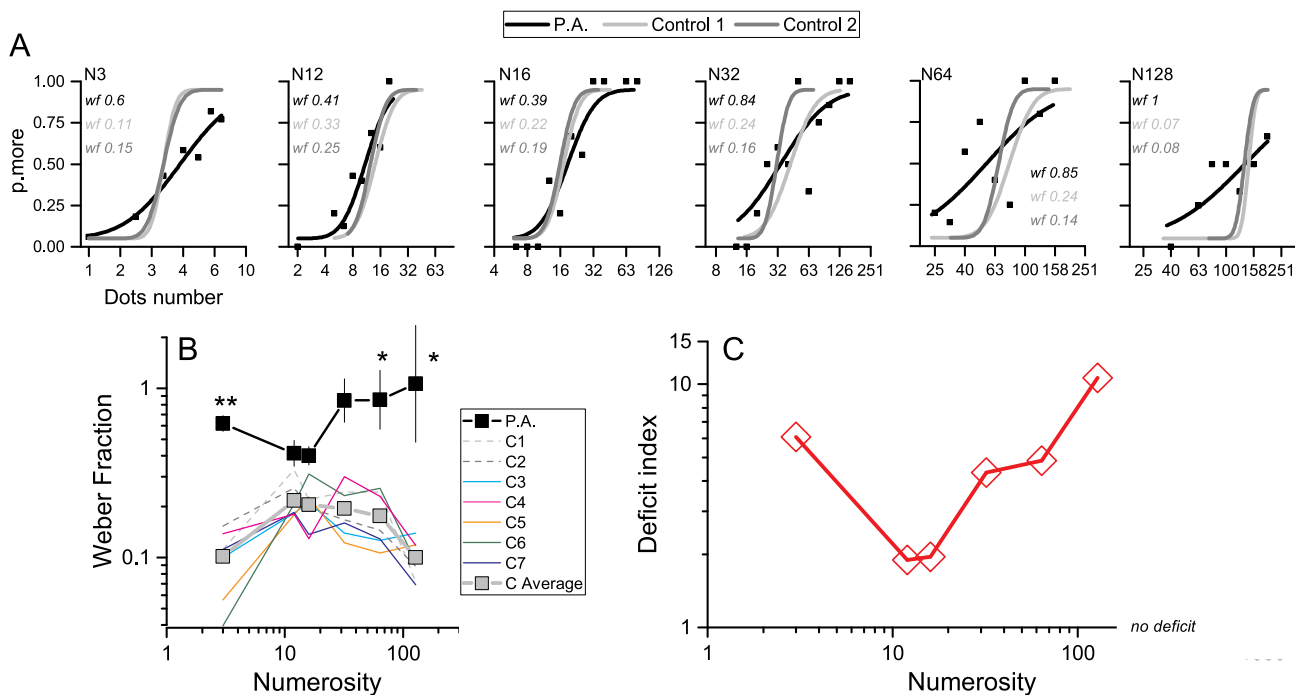 P.A. Control 1 Control 2
A
p.more
1.00
0.75
0.50
0.25
0.00
N3
wf 0.6
wf 0.11
wf 0.15
1 2 3 4 6 10
Dots number
N12
wf 0.41
wf 0.33
wf 0.25
2 4 8 16 32 63
N16
wf 0.39
wf 0.22
wf 0.19
8 16 32 63 126
N32
wf 0.84
wf 0.24
wf 0.16
8 16 32 63 126 251
N64
wf 0.85
wf 0.24
wf 0.14
25 40 63 100 158 251
N128
wf 1
wf 0.07
wf 0.08
25 40 63 100 158 251
B
Weber Fraction
1
0.1
**
*
*
1 10 100
Numerosity
P.A.
C1
C2
C3
C4
C5
C6
C7
C Average
C
Deficit index
15
10
1
no deficit
1 10 100
Numerosity